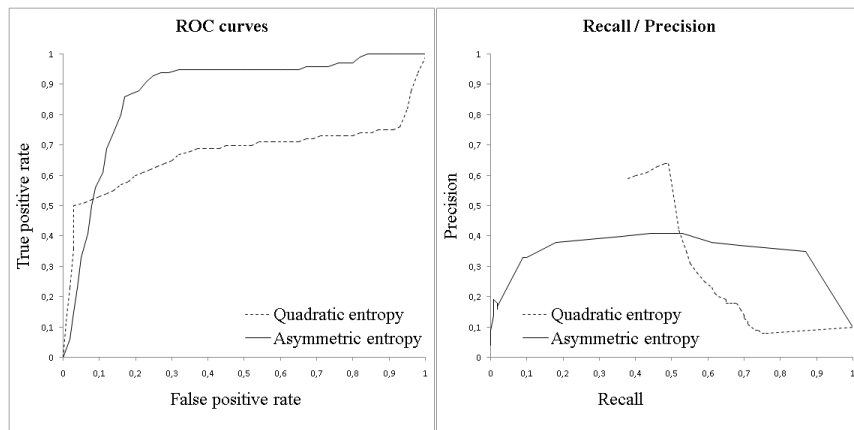 ROC curves
1
0,9
0,8
0,7
0,6
0,5
0,4
0,3
0,2
0,1
0
True positive rate
Quadratic entropy
Asymmetric entropy
0 0,1 0,2 0,3 0,4 0,5 0,6 0,7 0,8 0,9 1
False positive rate
Recall / Precision
1
0,9
0,8
0,7
0,6
0,5
0,4
0,3
0,2
0,1
0
Precision
Quadratic entropy
Asymmetric entropy
0 0,1 0,2 0,3 0,4 0,5 0,6 0,7 0,8 0,9 1
Recall